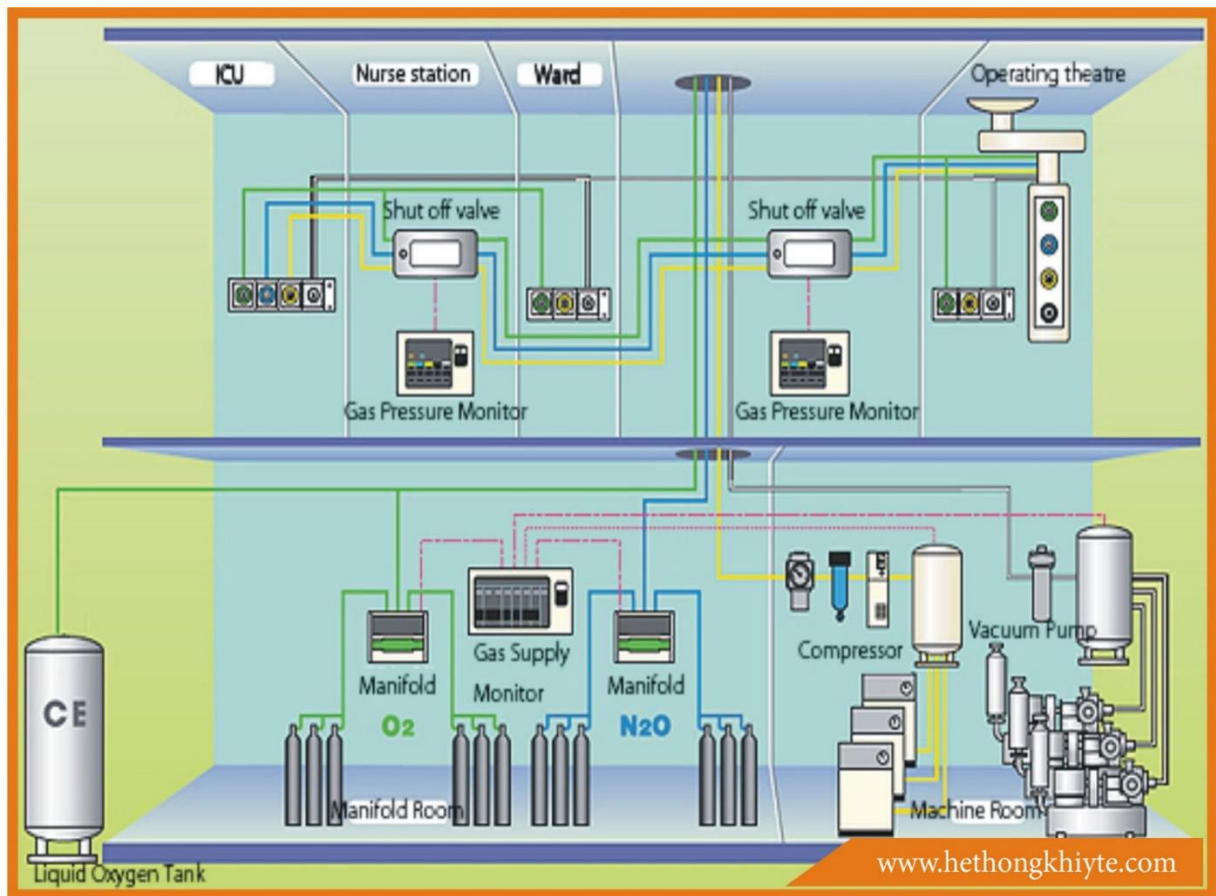 ICU
Nurse station
Ward
Operating theatre
Shut off valve
Shut off valve
Gas Pressure Monitor
Gas Pressure Monitor
Gas Supply
Monitor
Manifold
O2
Manifold
N2O
Compressor
Vacuum Pump
CE
Manifold Room
Machine Room
Liquid Oxygen Tank
www.hethongkhiyte.com